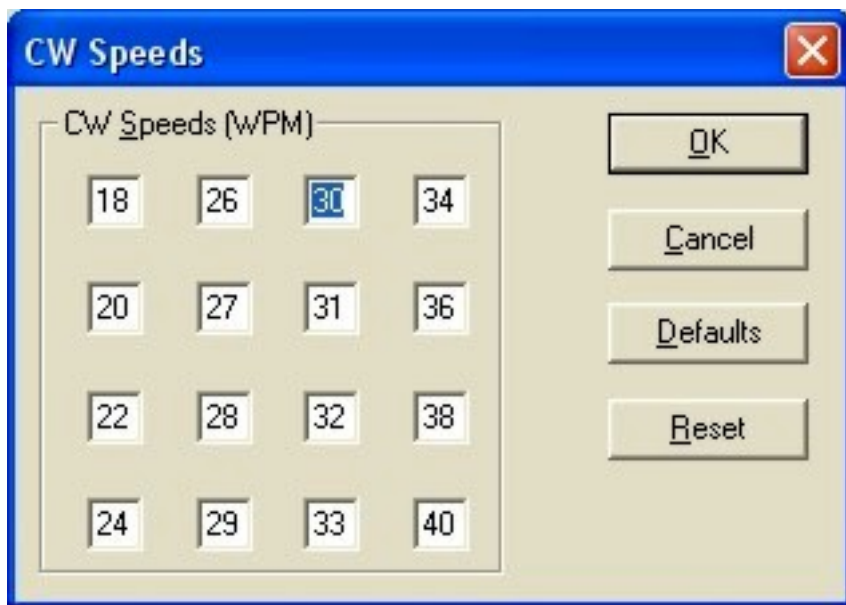 CW Speeds
CW Speeds (WPM)
18 26 30 34
20 27 31 36
22 28 32 38
24 29 33 40
OK
Cancel
Defaults
Reset